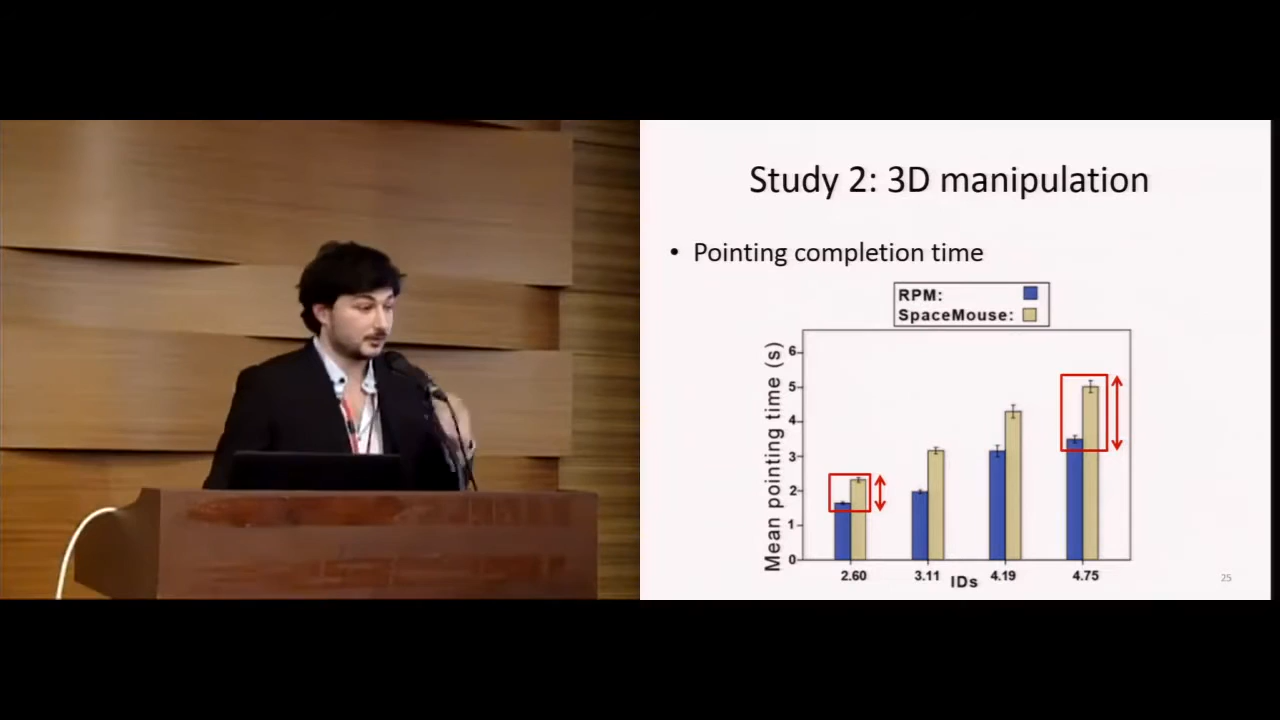 Study 2: 3D manipulation
• Pointing completion time
RPM:
SpaceMouse:
Mean pointing time (s)
6
5
4
3
2
1
0
2.60 3.11 4.19 4.75
IDs
25